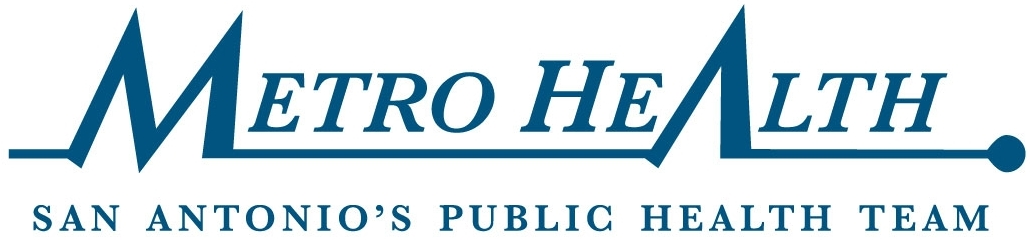 METRO HEALTH
SAN ANTONIO'S PUBLIC HEALTH TEAM